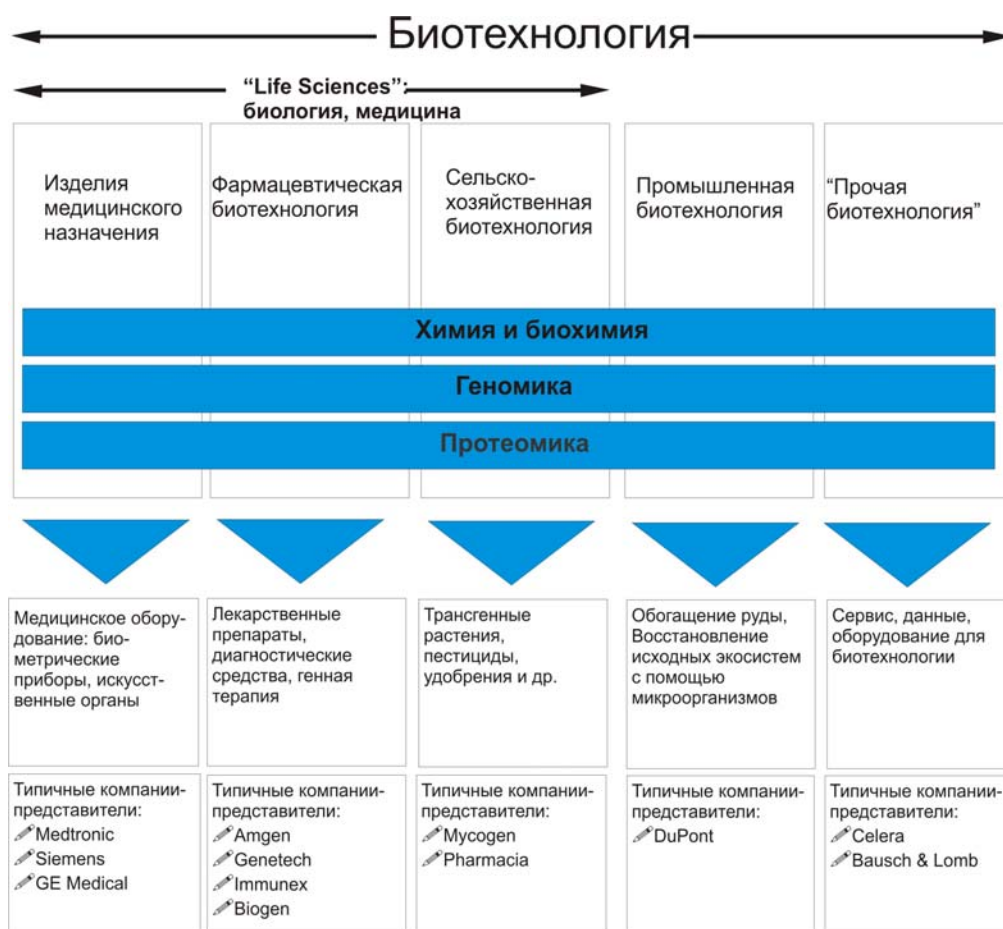 Биотехнология
“Life Sciences”:
биология, медицина
Изделия
медицинского
назначения
Фармацевтическая
биотехнология
Сельско-
хозяйственная
биотехнология
Промышленная
биотехнология
“Прочая
биотехнология”
Химия и биохимия
Геномика
Протеомика
Медицинское обору-
дование: био-
метрические
приборы, искусст-
венные органы
Лекарственные
препараты,
диагностические
средства, генная
терапия
Трансгенные
растения,
пестициды,
удобрения и др.
Обогащение руды,
Восстановление
исходных экосистем
с помощью
микроорганизмов
Сервис, данные,
оборудование для
биотехнологии
Типичные компании-
представители:
Medtronic
Siemens
GE Medical
Типичные компании-
представители:
Amgen
Genetech
Immunex
Biogen
Типичные компании-
представители:
Mycogen
Pharmacia
Типичные компании-
представители:
DuPont
Типичные компании-
представители:
Celera
Bausch & Lomb